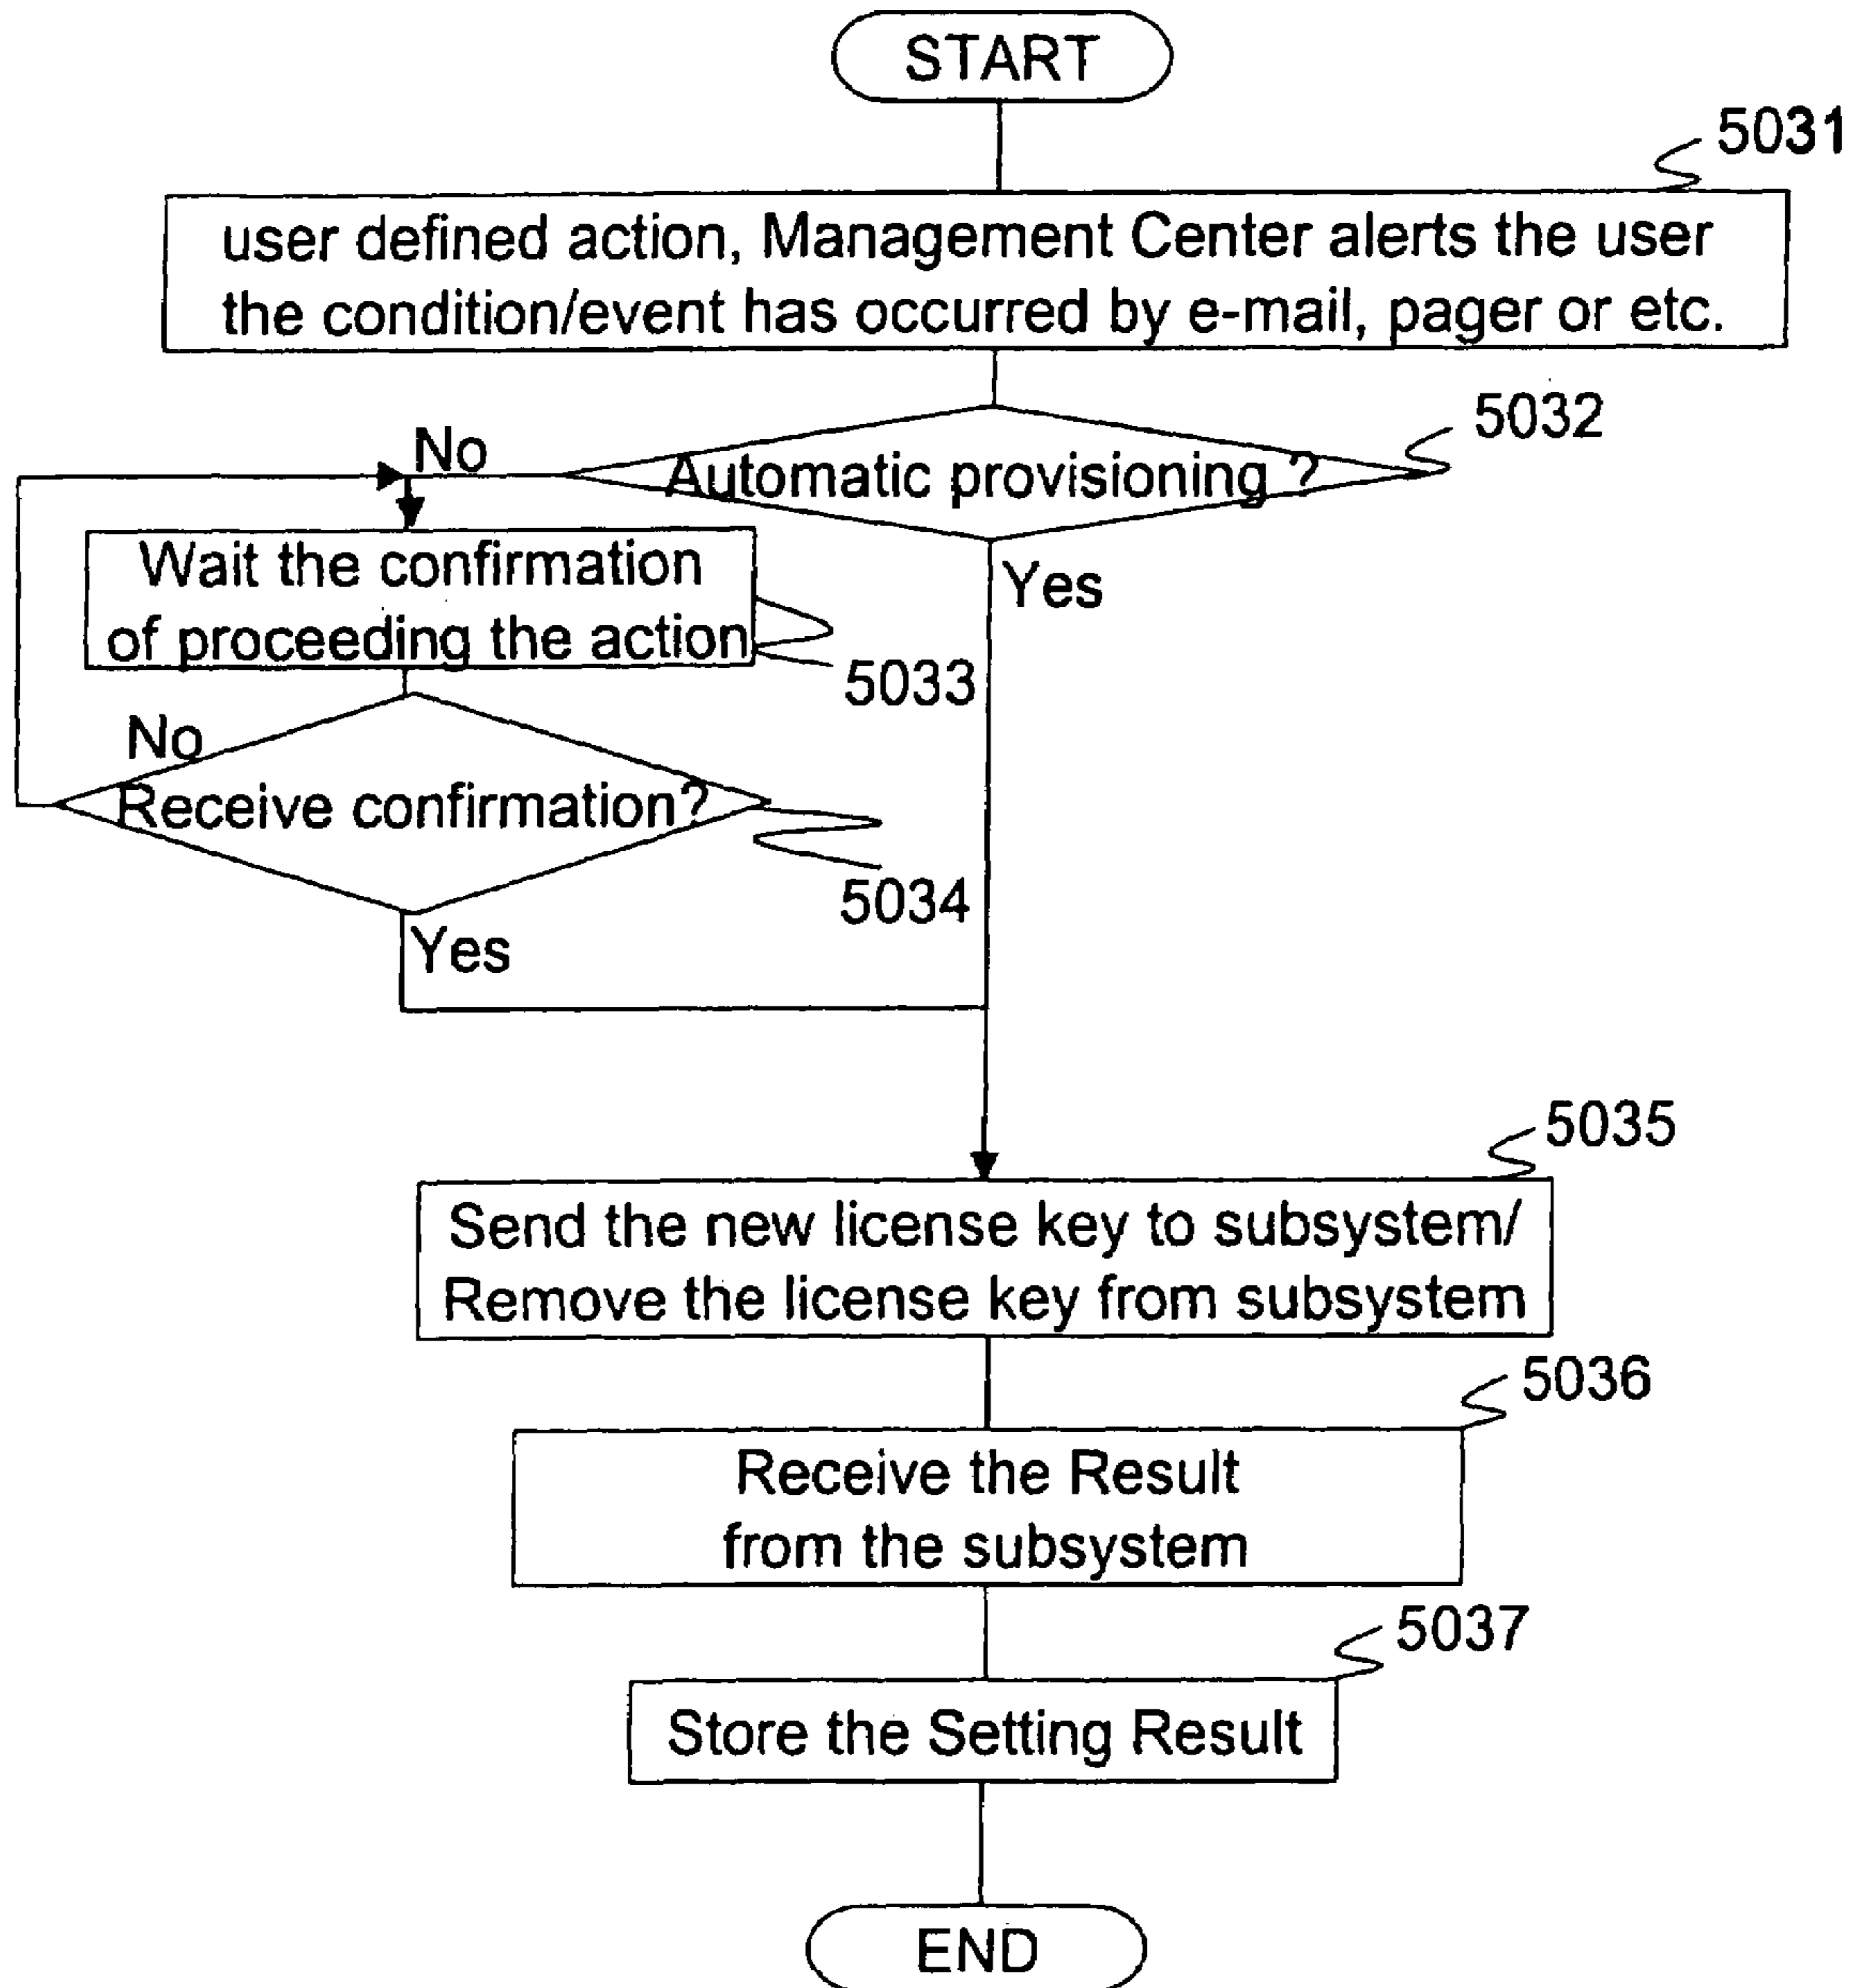 START
5031
user defined action, Management Center alerts the user
the condition/event has occurred by e-mail, pager or etc.
5032
No
Automatic provisioning ?
Wait the confirmation
of proceeding the action
Yes
5033
No
Receive confirmation?
5034
Yes
5035
Send the new license key to subsystem/
Remove the license key from subsystem
5036
Receive the Result
from the subsystem
5037
Store the Setting Result
END